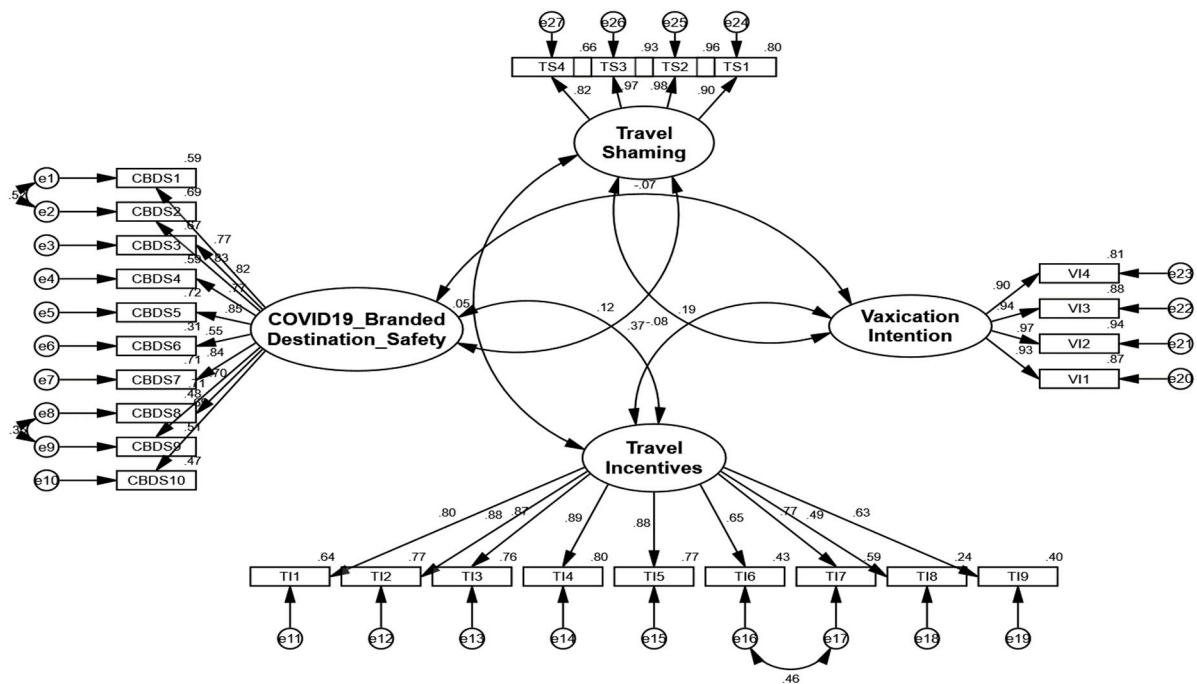 e27 e26 e25 e24
.66 .93 .96 .80
TS4 TS3 TS2 TS1
.82 .97 .98 .90
Travel
Shaming
-.07
.59
e1 CBDS1
.69
e2 CBDS2
.67
e3 CBDS3
.77
.82
.83
.59
e4 CBDS4
.77
.72
e5 CBDS5
.85
.31
e6 CBDS6
.55
.84
.71
e7 CBDS7
.70
.71
.48
e8 CBDS8
.51
e9 CBDS9
.47
e10 CBDS10
COVID19_Branded
Destination_Safety
.05
.12
.37
-.08
.19
Vaxication
Intention
.81
VI4 e23
.90
.88
VI3 e22
.94
.94
VI2 e21
.97
.87
VI1 e20
.93
Travel
Incentives
.80 .88 .87 .89 .88 .65 .77 .49 .63
.64 .77 .76 .80 .77 .43 .59 .24 .40
TI1 TI2 TI3 TI4 TI5 TI6 TI7 TI8 TI9
e11 e12 e13 e14 e15 e16 e17 e18 e19
.46